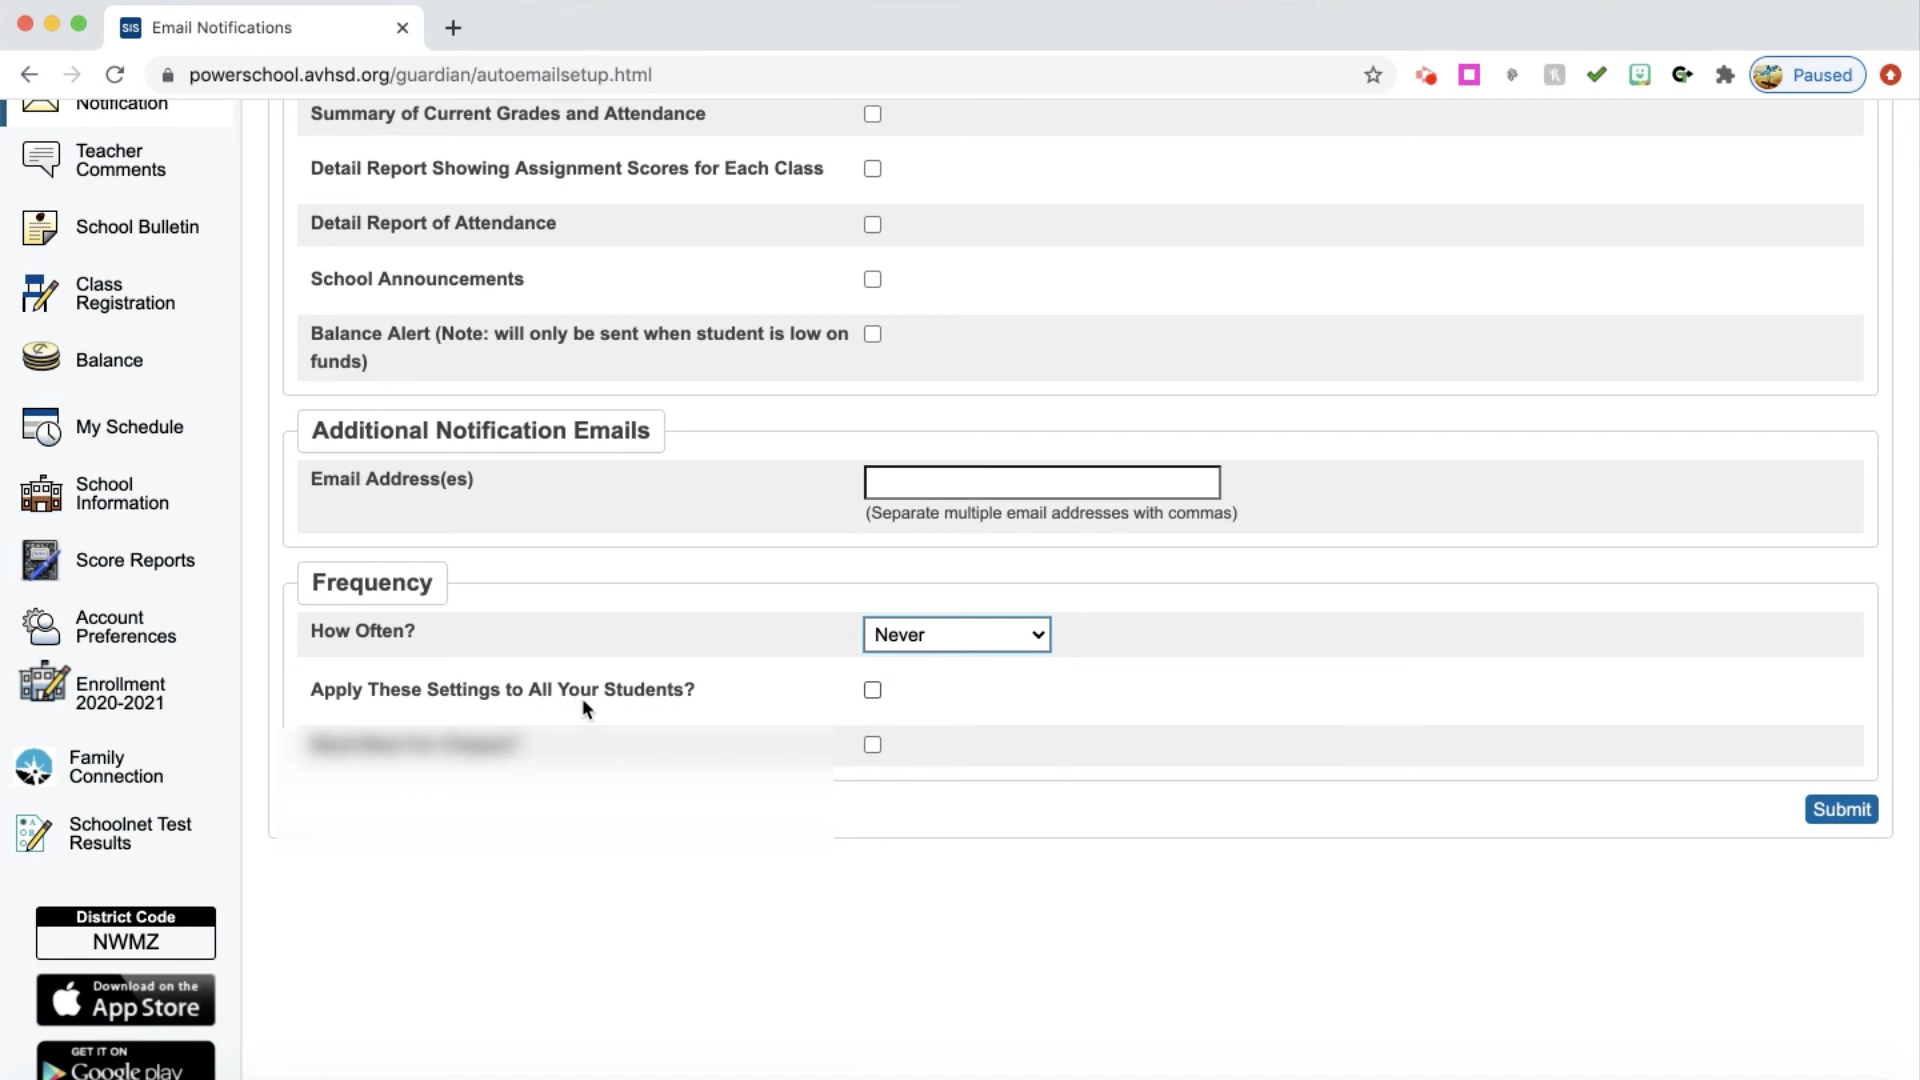 SIS Email Notifications
powerschool.avhsd.org/guardian/autoemailsetup.html
Paused
Notification
Teacher
Comments
School Bulletin
Class
Registration
Balance
My Schedule
School
Information
Score Reports
Account
Preferences
Enrollment
2020-2021
Family
Connection
Schoolnet Test
Results
District Code
NWMZ
Download on the
App Store
GET IT ON
Google play
Summary of Current Grades and Attendance
Detail Report Showing Assignment Scores for Each Class
Detail Report of Attendance
School Announcements
Balance Alert (Note: will only be sent when student is low on
funds)
Additional Notification Emails
Email Address(es)
(Separate multiple email addresses with commas)
Frequency
How Often?
Never
Apply These Settings to All Your Students?
Submit